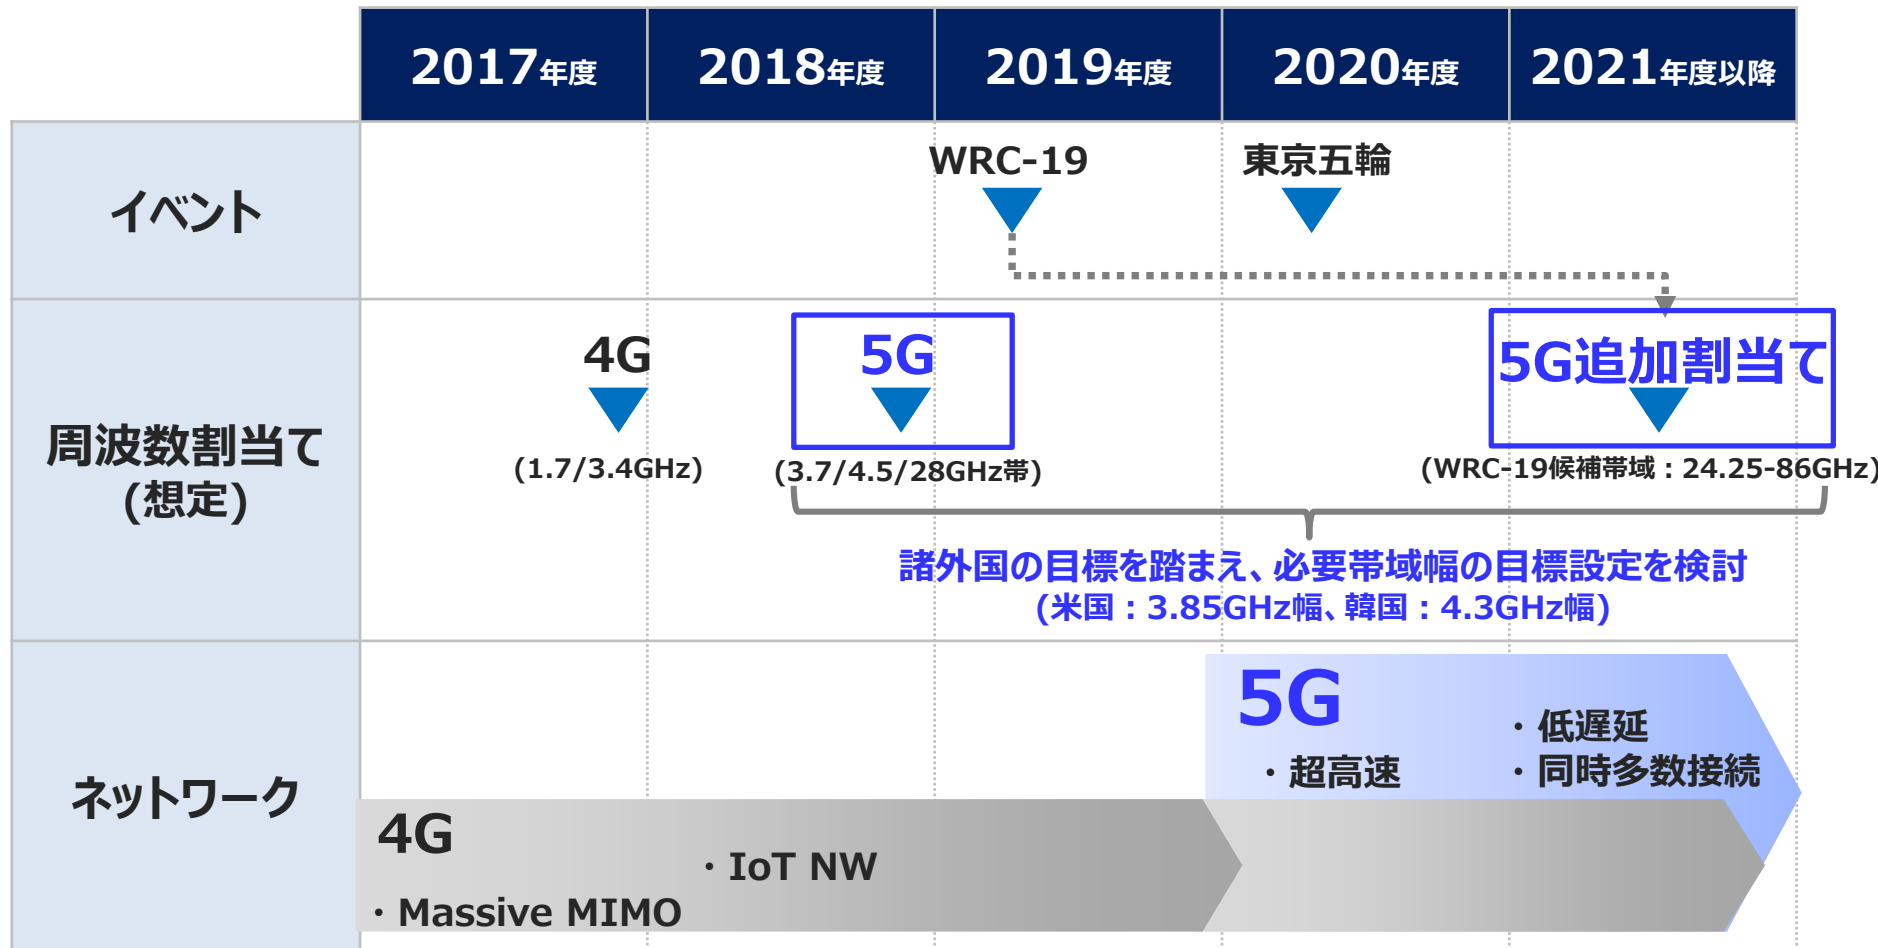 2017年度 2018年度 2019年度 2020年度 2021年度以降
イベント
WRC-19 東京五輪
周波数割当て
(想定)
4G 5G 5G追加割当て
(1.7/3.4GHz) (3.7/4.5/28GHz帯) (WRC-19候補帯域：24.25-86GHz)
諸外国の目標を踏まえ、必要帯域幅の目標設定を検討
(米国：3.85GHz幅、韓国：4.3GHz幅)
ネットワーク
5G
・超高速
・低遅延
・同時多数接続
4G
・Massive MIMO
・IoT NW